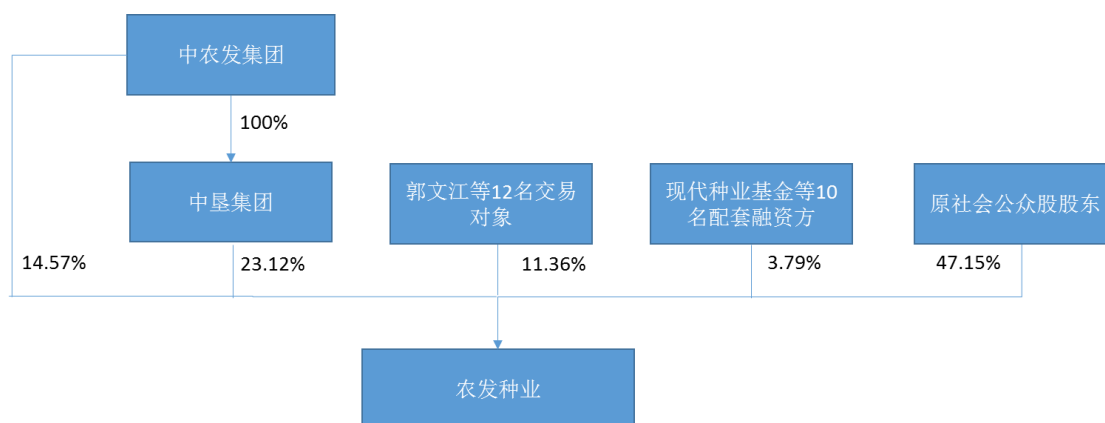 中农发集团
100%
中垦集团
郭文江等12名交易
对象
现代种业基金等10
名配套融资方
原社会公众股股东
14.57%
23.12%
11.36%
3.79%
47.15%
农发种业